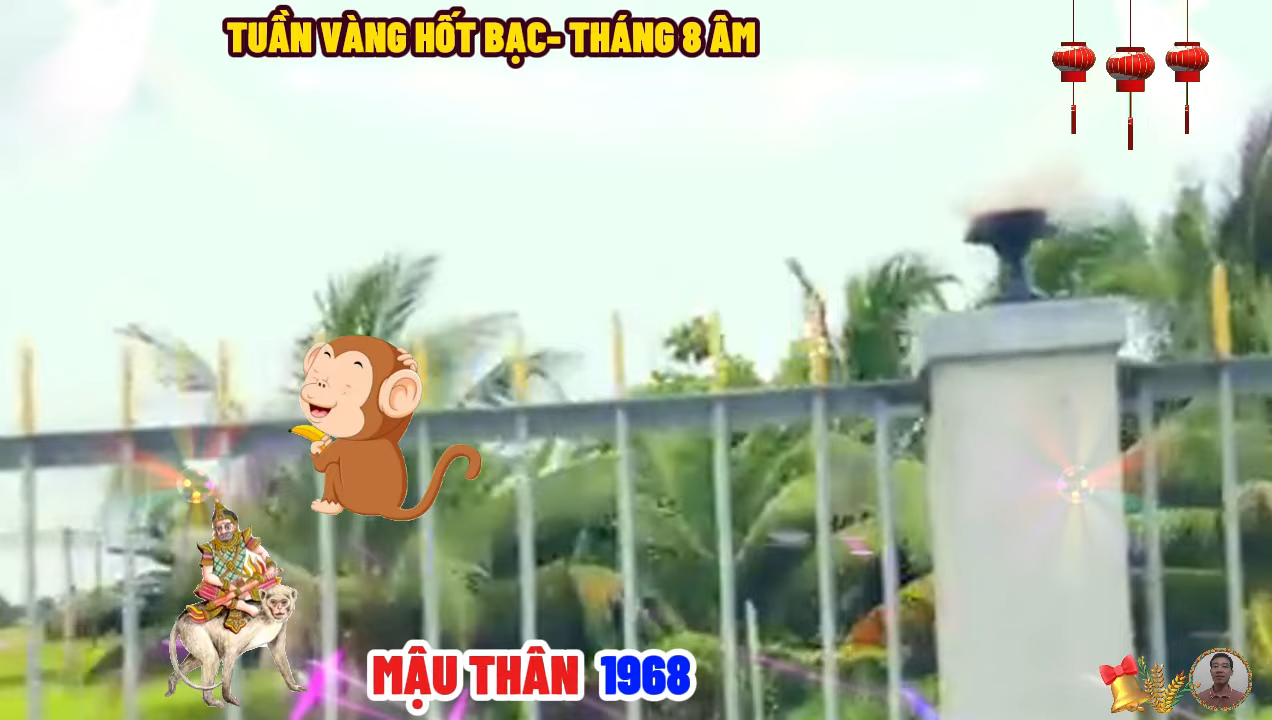 TUẦN VÀNG HỐT BẠC- THÁNG 8 ÂM
MẬU THÂN 1968